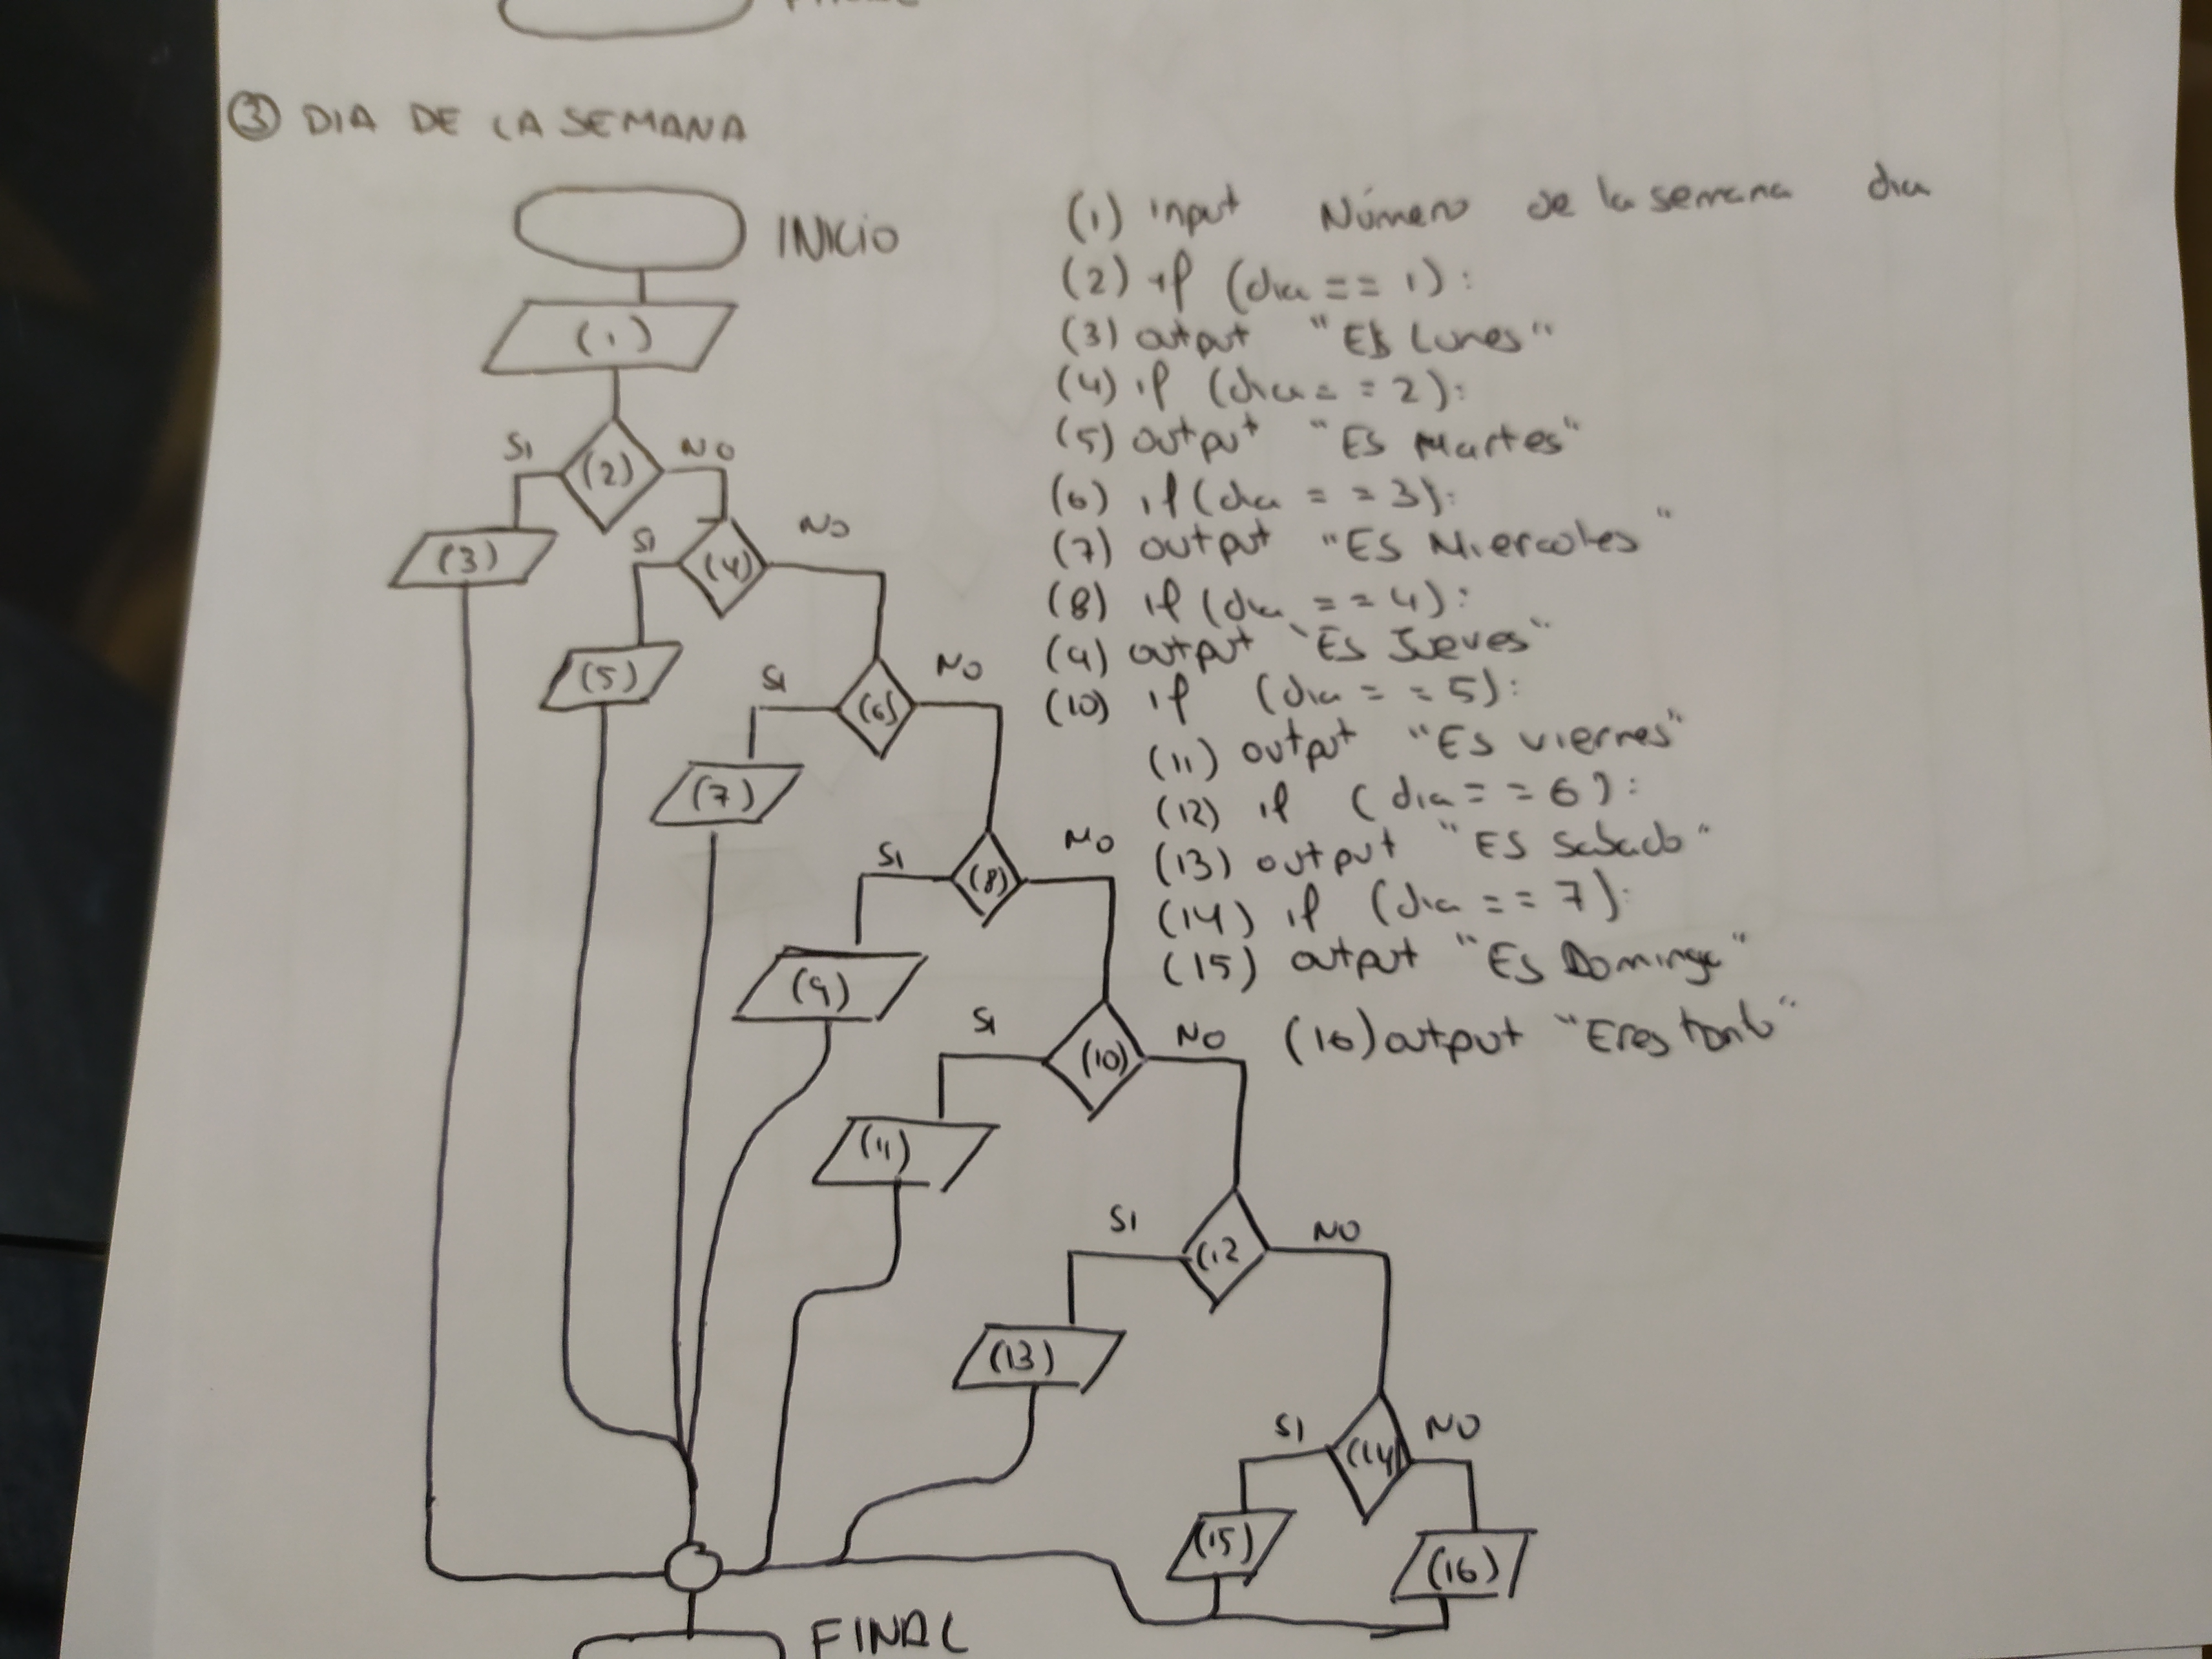 ③ DIA DE LA SEMANA
INICIO
(1)
(2)
SI
NO
(3)
(4)
SI
NO
(5)
(6)
SI
NO
(7)
(8)
SI
NO
(9)
(10)
SI
NO
(11)
(12
SI
NO
(13)
(14)
SI
NO
(15)
(16)
FINAL
(1) input Número de la semana dia
(2) if (dia == 1):
(3) output "Es Lunes"
(4) if (dia == 2):
(5) output "Es Martes"
(6) if (dia == 3):
(7) output "Es Miercoles"
(8) if (dia == 4):
(9) output "Es Jueves"
(10) if (dia == 5):
(11) output "Es viernes"
(12) if (dia == 6):
(13) output "Es Sabado"
(14) if (dia == 7):
(15) output "Es Domingo"
(16) output "Eres tonto"